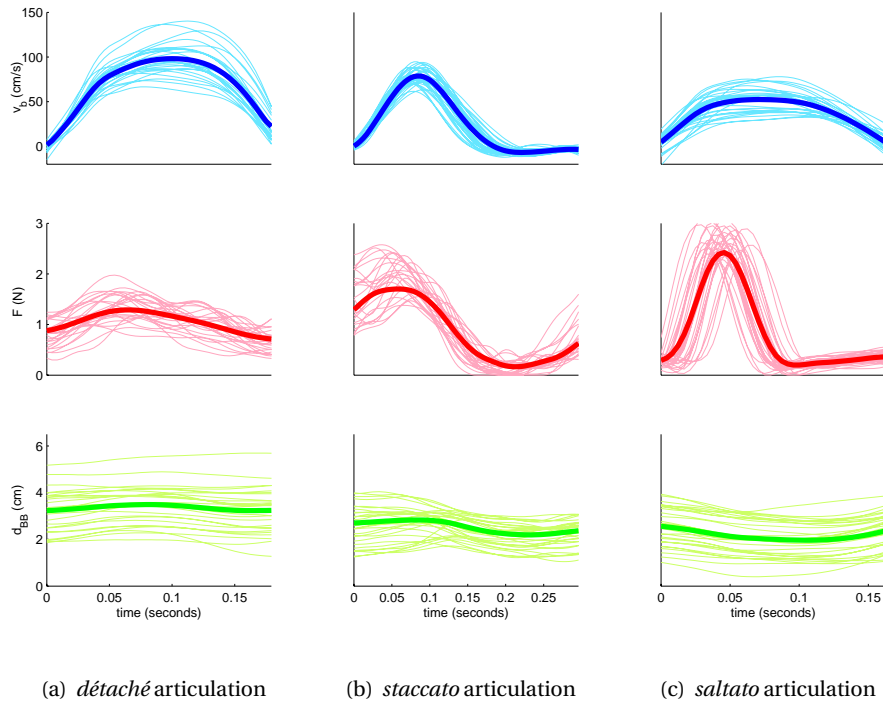 150
100
50
0
v_b (cm/s)
3
2
1
0
F (N)
6
4
2
0
d_BB (cm)
0 0.05 0.1 0.15
time (seconds)
0 0.05 0.1 0.15 0.2 0.25
time (seconds)
0 0.05 0.1 0.15
time (seconds)
(a) détaché articulation
(b) staccato articulation
(c) saltato articulation